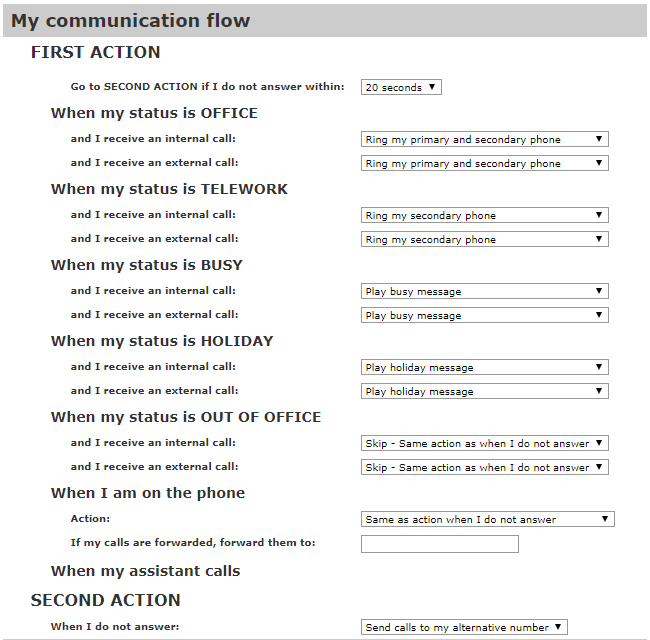 My communication flow
FIRST ACTION
Go to SECOND ACTION if I do not answer within: 20 seconds
When my status is OFFICE
and I receive an internal call: Ring my primary and secondary phone
and I receive an external call: Ring my primary and secondary phone
When my status is TELEWORK
and I receive an internal call: Ring my secondary phone
and I receive an external call: Ring my secondary phone
When my status is BUSY
and I receive an internal call: Play busy message
and I receive an external call: Play busy message
When my status is HOLIDAY
and I receive an internal call: Play holiday message
and I receive an external call: Play holiday message
When my status is OUT OF OFFICE
and I receive an internal call: Skip - Same action as when I do not answer
and I receive an external call: Skip - Same action as when I do not answer
When I am on the phone
Action: Same as action when I do not answer
If my calls are forwarded, forward them to:
When my assistant calls
SECOND ACTION
When I do not answer: Send calls to my alternative number